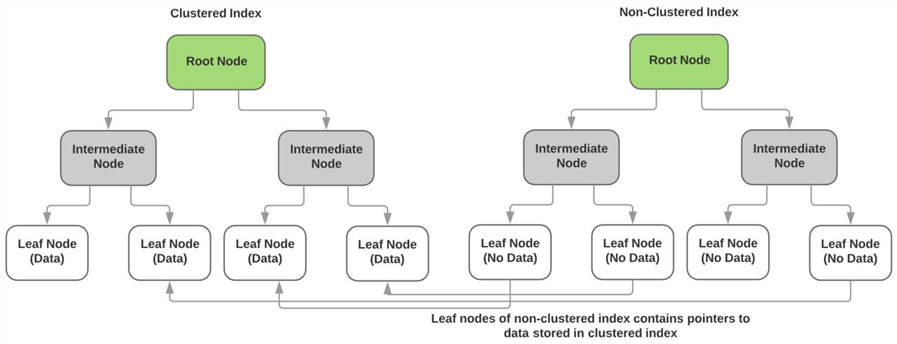 Clustered Index
Non-Clustered Index
Root Node
Root Node
Intermediate
Node
Intermediate
Node
Intermediate
Node
Intermediate
Node
Leaf Node
(Data)
Leaf Node
(Data)
Leaf Node
(Data)
Leaf Node
(Data)
Leaf Node
(No Data)
Leaf Node
(No Data)
Leaf Node
(No Data)
Leaf Node
(No Data)
Leaf nodes of non-clustered index contains pointers to
data stored in clustered index